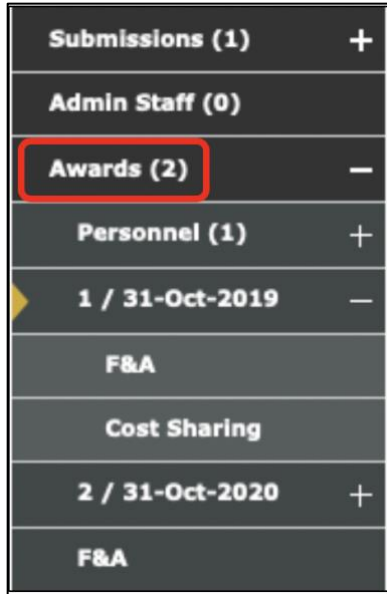 Submissions (1) +
Admin Staff (0)
Awards (2) −
Personnel (1) +
1 / 31-Oct-2019 −
F&A
Cost Sharing
2 / 31-Oct-2020 +
F&A